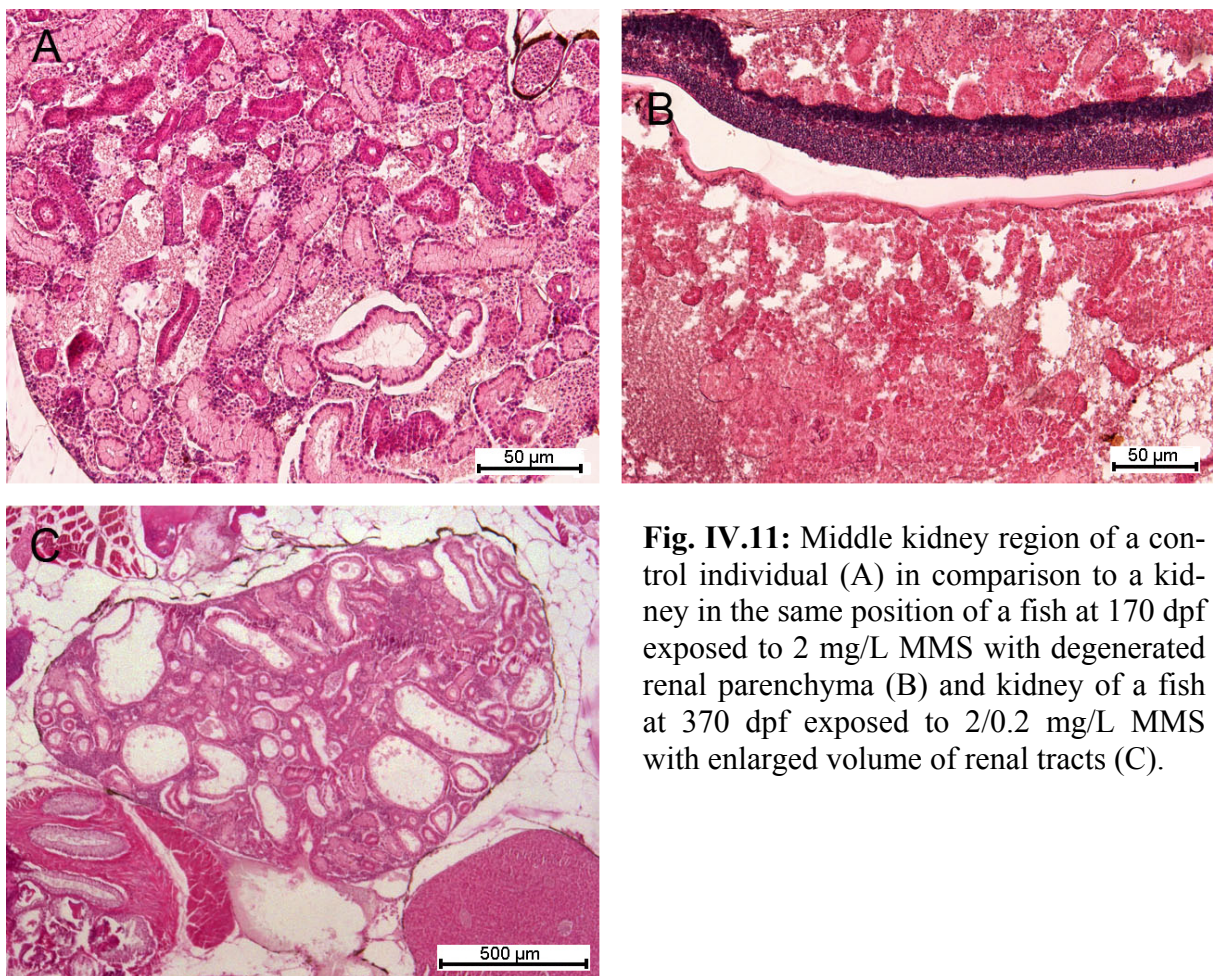 A
50 µm
B
50 µm
C
500 µm
Fig. IV.11: Middle kidney region of a con-
trol individual (A) in comparison to a kid-
ney in the same position of a fish at 170 dpf
exposed to 2 mg/L MMS with degenerated
renal parenchyma (B) and kidney of a fish
at 370 dpf exposed to 2/0.2 mg/L MMS
with enlarged volume of renal tracts (C).